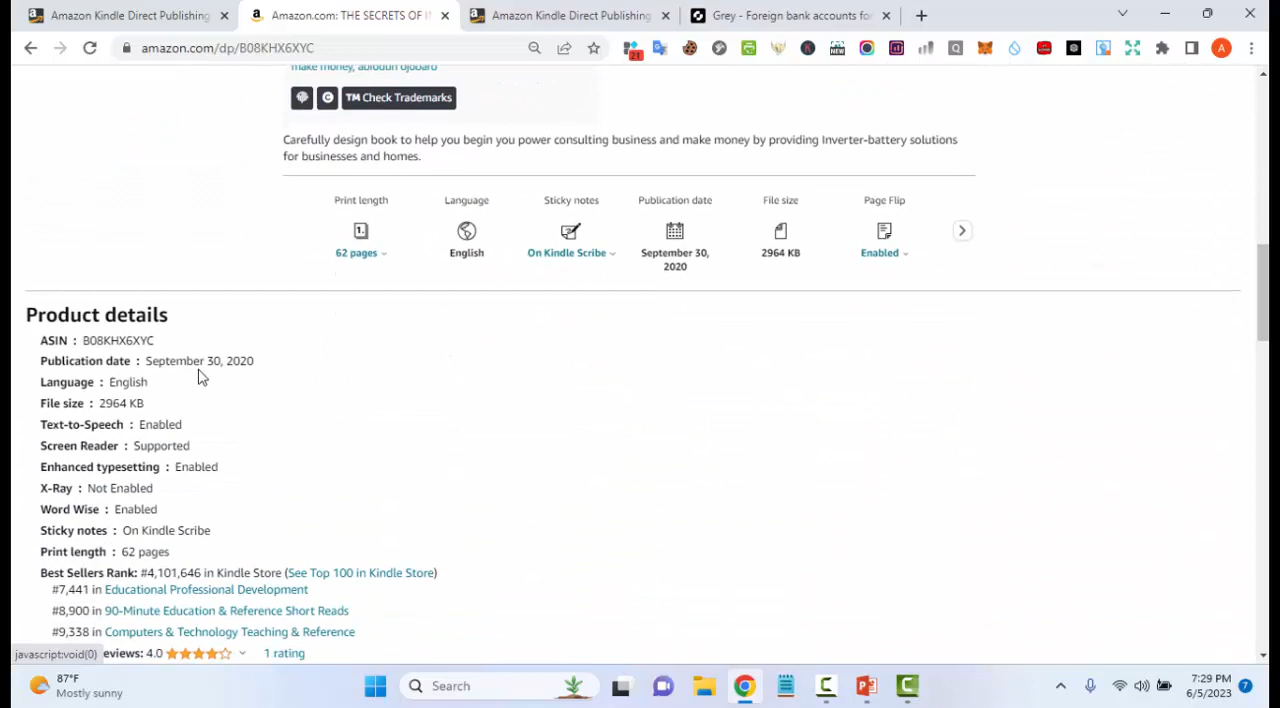 Amazon Kindle Direct Publishing
Amazon.com: THE SECRETS OF I
Amazon Kindle Direct Publishing
Grey - Foreign bank accounts for
amazon.com/dp/B08KHX6XYC
21
NEW
A
make money, abiodun ojubaro
TM Check Trademarks
Carefully design book to help you begin you power consulting business and make money by providing Inverter-battery solutions
for businesses and homes.
Print length
Language
Sticky notes
Publication date
File size
Page Flip
62 pages
English
On Kindle Scribe
September 30,
2020
2964 KB
Enabled
Product details
ASIN : B08KHX6XYC
Publication date : September 30, 2020
Language : English
File size : 2964 KB
Text-to-Speech : Enabled
Screen Reader : Supported
Enhanced typesetting : Enabled
X-Ray : Not Enabled
Word Wise : Enabled
Sticky notes : On Kindle Scribe
Print length : 62 pages
Best Sellers Rank: #4,101,646 in Kindle Store (See Top 100 in Kindle Store)
#7,441 in Educational Professional Development
#8,900 in 90-Minute Education & Reference Short Reads
#9,338 in Computers & Technology Teaching & Reference
javascript:void(0)
eviews: 4.0
1 rating
87°F
Mostly sunny
Search
7:29 PM
6/5/2023
7